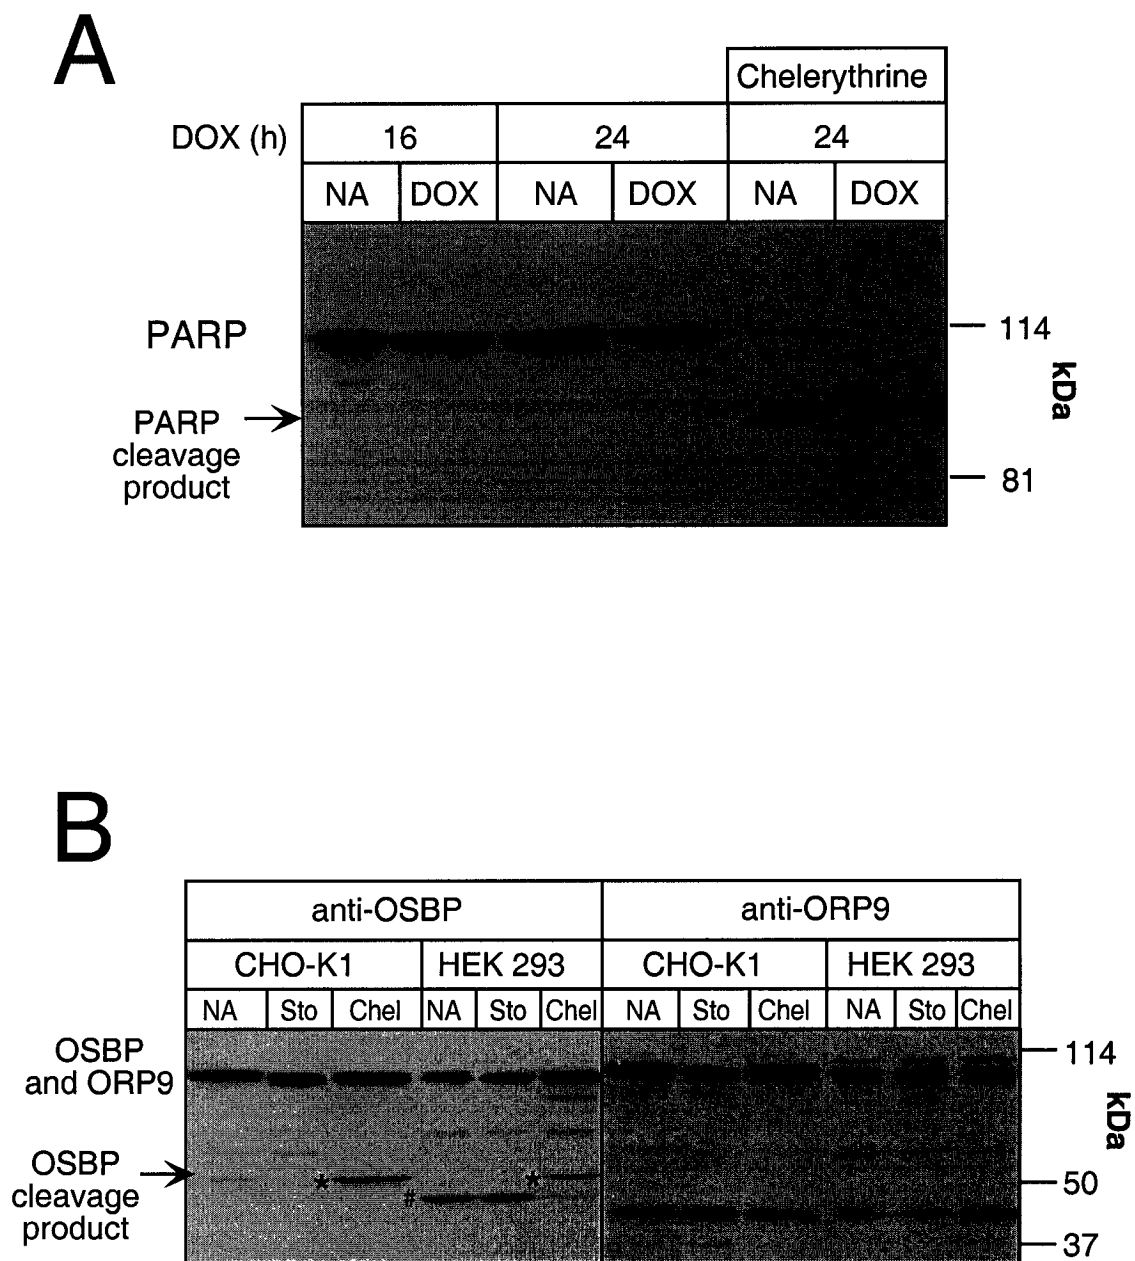 A
Chelerythrine
DOX (h) 16 24 24
NA DOX NA DOX NA DOX
PARP
114
kDa
PARP
cleavage
product
81
B
anti-OSBP anti-ORP9
CHO-K1 HEK 293 CHO-K1 HEK 293
NA Sto Chel NA Sto Chel NA Sto Chel NA Sto Chel
OSBP
and ORP9
114
kDa
OSBP
cleavage
product
* # *
50
37